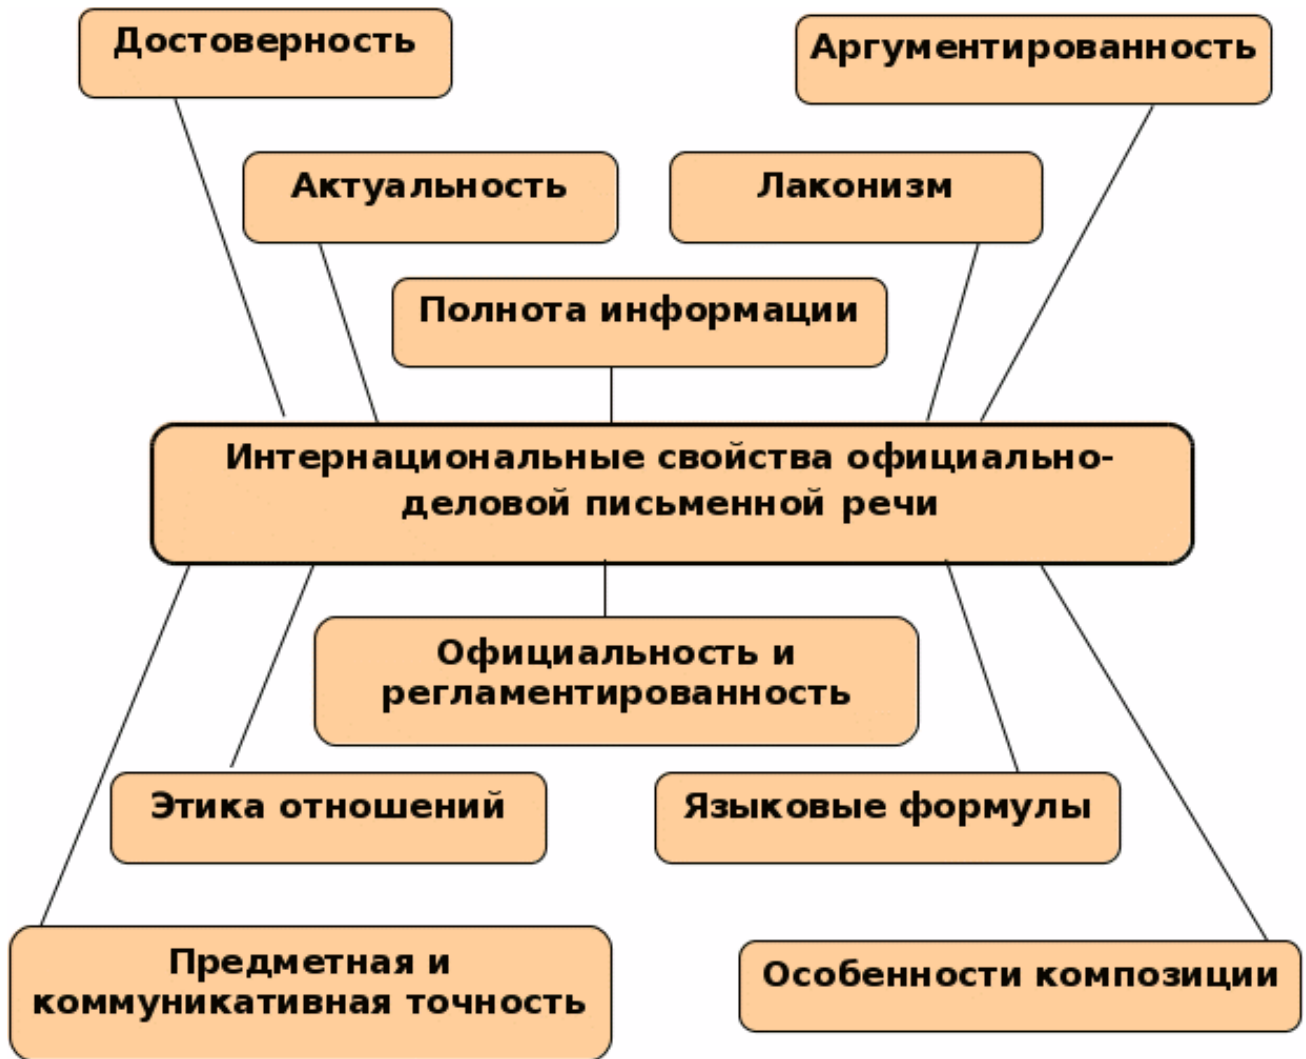 Достоверность
Аргументированность
Актуальность
Лаконизм
Полнота информации
Интернациональные свойства официально-
деловой письменной речи
Официальность и
регламентированность
Этика отношений
Языковые формулы
Предметная и
коммуникативная точность
Особенности композиции